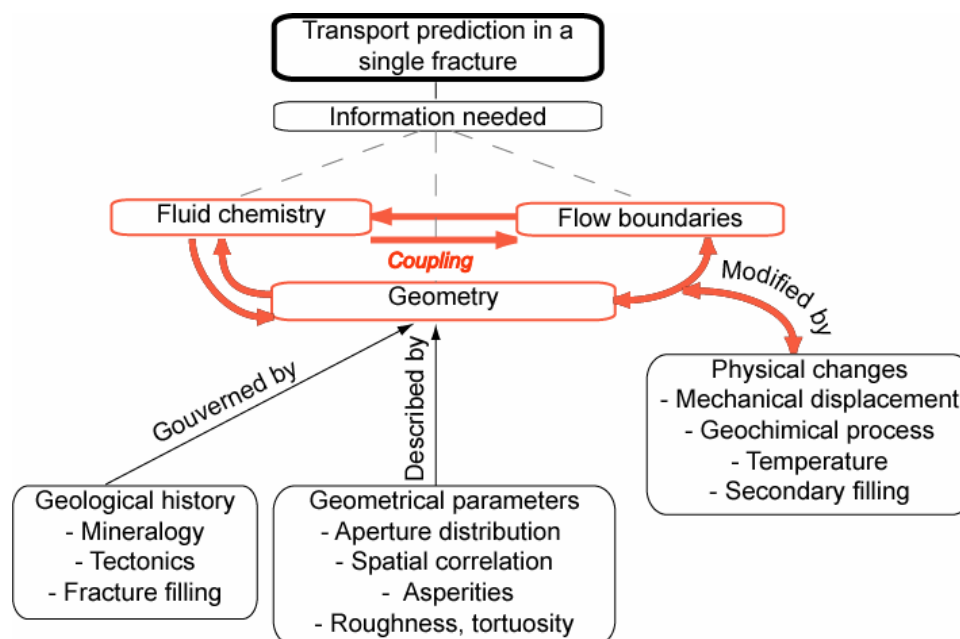 Transport prediction in a
single fracture
Information needed
Fluid chemistry
Flow boundaries
Coupling
Geometry
Modified by
Gouverned by
Described by
Physical changes
- Mechanical displacement
- Geochimical process
- Temperature
- Secondary filling
Geological history
- Mineralogy
- Tectonics
- Fracture filling
Geometrical parameters
- Aperture distribution
- Spatial correlation
- Asperities
- Roughness, tortuosity